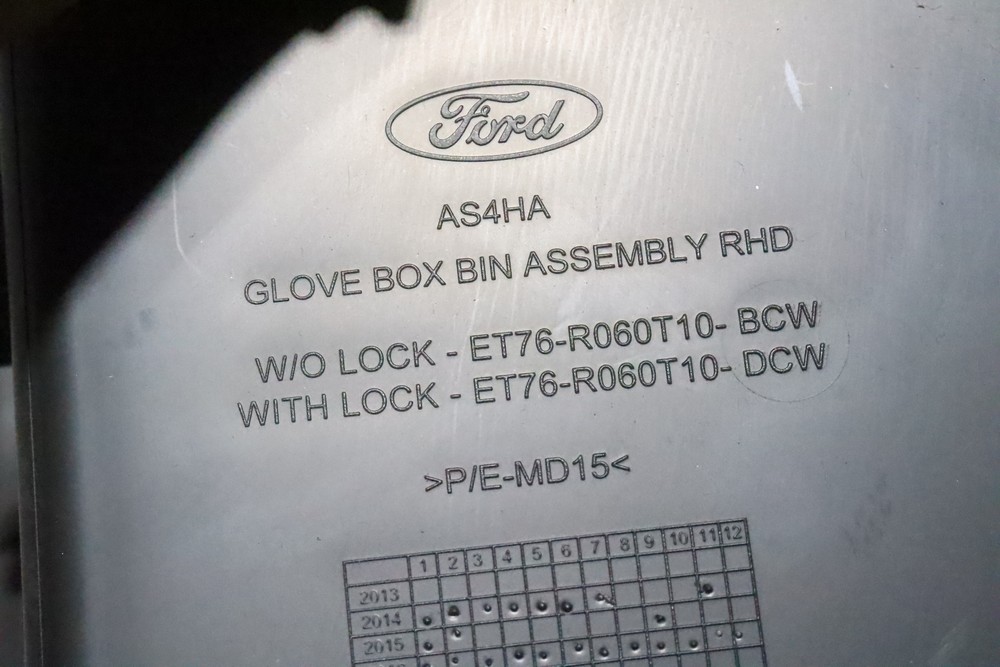 Ford
AS4HA
GLOVE BOX BIN ASSEMBLY RHD
W/O LOCK - ET76-R060T10- BCW
WITH LOCK - ET76-R060T10- DCW
>P/E-MD15<
1 2 3 4 5 6 7 8 9 10 11 12
2013
2014
2015